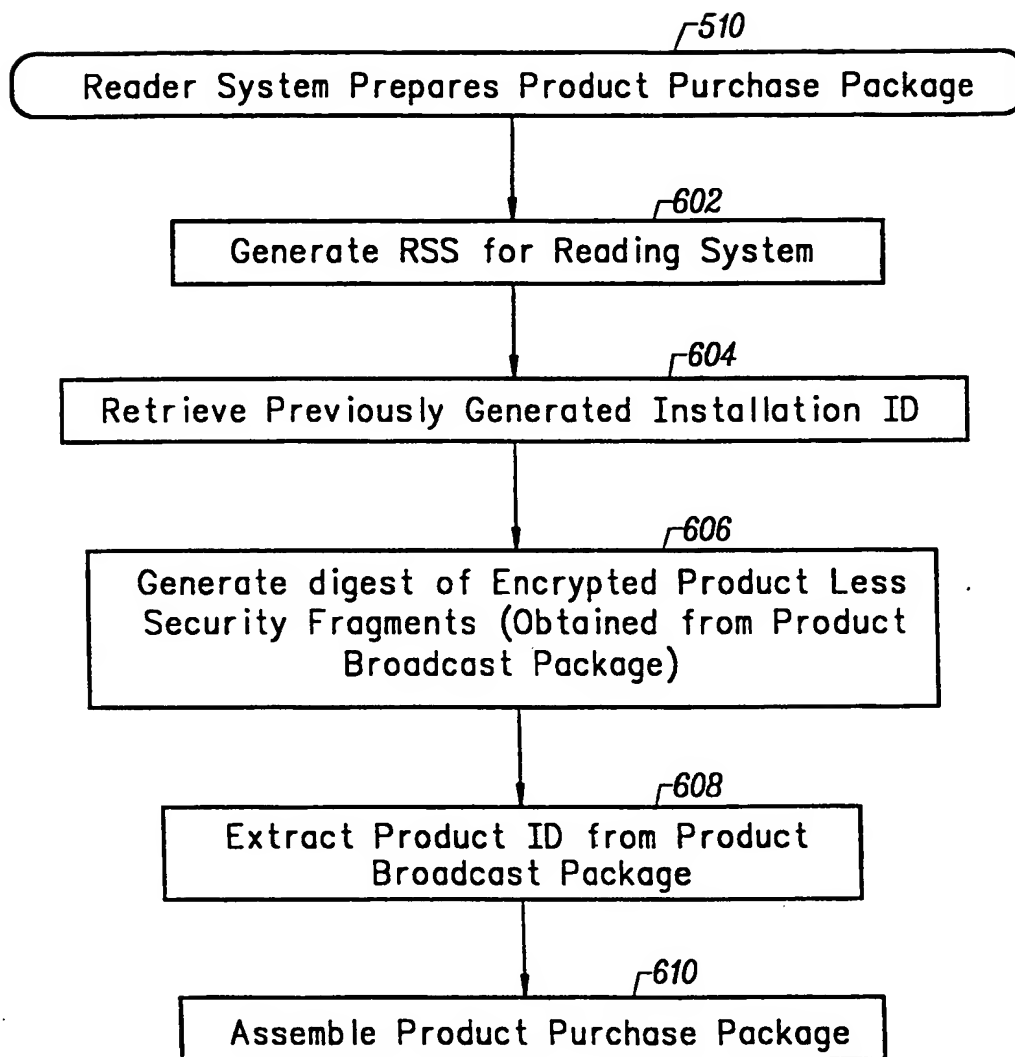 510
Reader System Prepares Product Purchase Package
602
Generate RSS for Reading System
604
Retrieve Previously Generated Installation ID
606
Generate digest of Encrypted Product Less
Security Fragments (Obtained from Product
Broadcast Package)
608
Extract Product ID from Product
Broadcast Package
610
Assemble Product Purchase Package